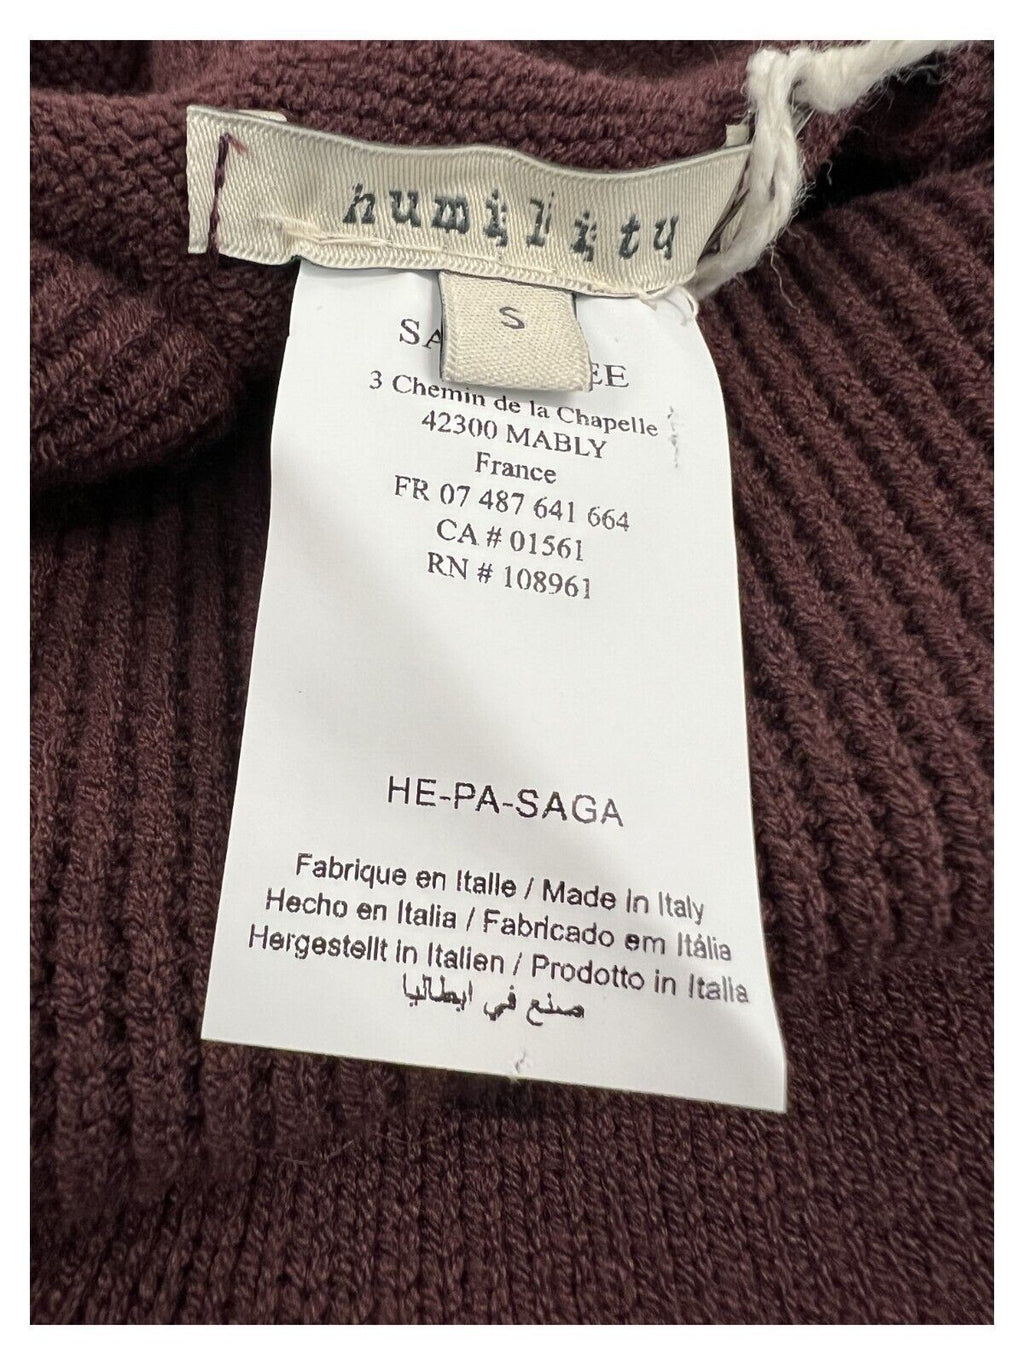 humility
S
3 Chemin de la Chapelle
42300 MABLY
France
FR 07 487 641 664
CA # 01561
RN # 108961
HE-PA-SAGA
Fabrique en Italie / Made in Italy
Hecho en Italia / Fabricado em Itália
Hergestellt in Italien / Prodotto in Italia
صنع في ايطاليا